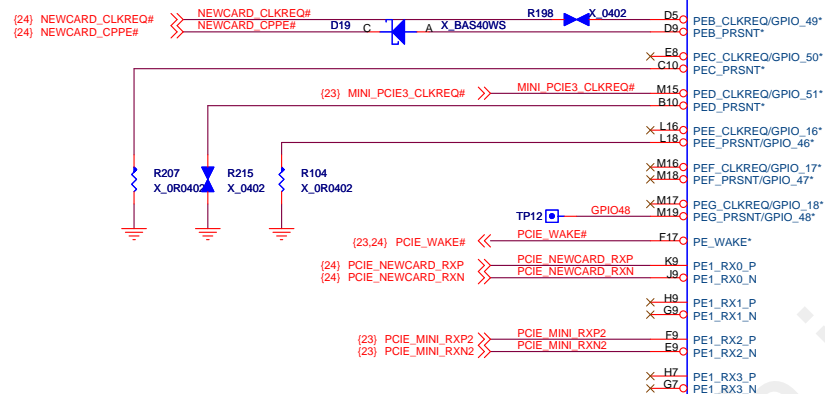 {24} NEWCARD_CLKREQ# NEWCARD_CLKREQ# R198 X_0402 D5 PEB_CLKREQ/GPIO_49*
{24} NEWCARD_CPPE# NEWCARD_CPPE# D19 C A X_BAS40WS D9 PEB_PRSNT*
E8 PEC_CLKREQ/GPIO_50*
C10 PEC_PRSNT*
{23} MINI_PCIE3_CLKREQ# MINI_PCIE3_CLKREQ# M15 PED_CLKREQ/GPIO_51*
B10 PED_PRSNT*
L16 PEE_CLKREQ/GPIO_16*
L18 PEE_PRSNT/GPIO_46*
R207 R215 R104 M16 PEF_CLKREQ/GPIO_17*
X_0R0402 X_0402 X_0R0402 M18 PEF_PRSNT/GPIO_47*
M17 PEG_CLKREQ/GPIO_18*
TP12 GPIO48 M19 PEG_PRSNT/GPIO_48*
{23,24} PCIE_WAKE# PCIE_WAKE# F17 PE_WAKE*
{24} PCIE_NEWCARD_RXP PCIE_NEWCARD_RXP K9 PE1_RX0_P
{24} PCIE_NEWCARD_RXN PCIE_NEWCARD_RXN J9 PE1_RX0_N
H9 PE1_RX1_P
G9 PE1_RX1_N
{23} PCIE_MINI_RXP2 PCIE_MINI_RXP2 F9 PE1_RX2_P
{23} PCIE_MINI_RXN2 PCIE_MINI_RXN2 E9 PE1_RX2_N
H7 PE1_RX3_P
G7 PE1_RX3_N